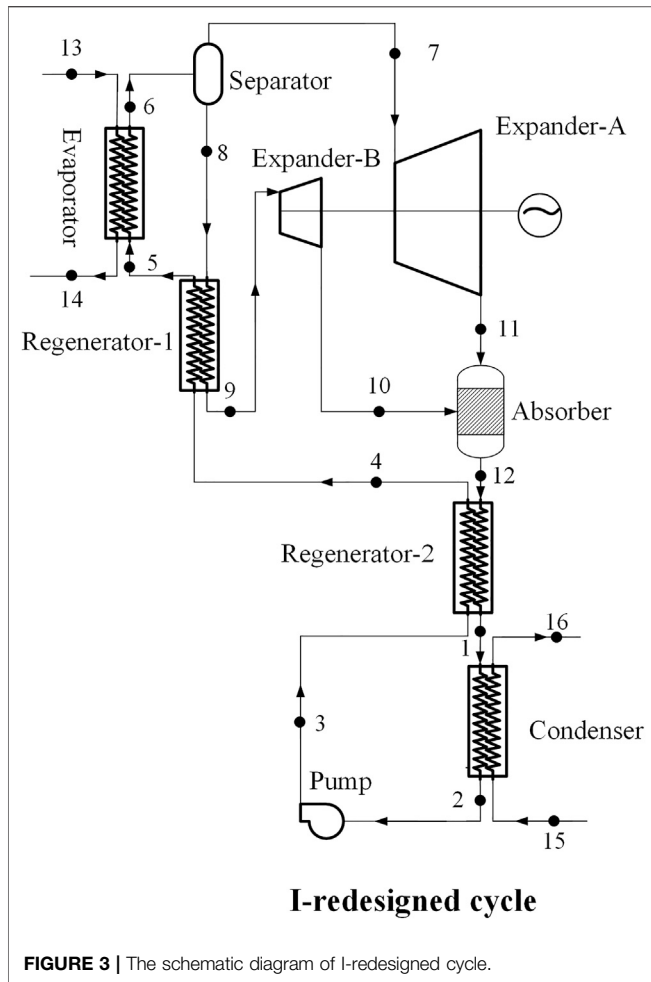 13
7
6
Separator
Expander-A
Evaporator
8
Expander-B
5
14
Regenerator-1
11
9
10
Absorber
4
12
Regenerator-2
16
1
3
Condenser
Pump
2
15
I-redesigned cycle
FIGURE 3 | The schematic diagram of I-redesigned cycle.